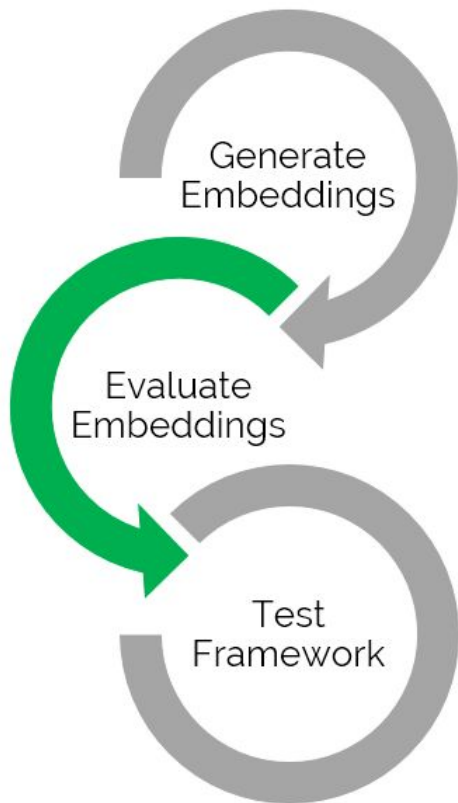 Generate
Embeddings
Evaluate
Embeddings
Test
Framework